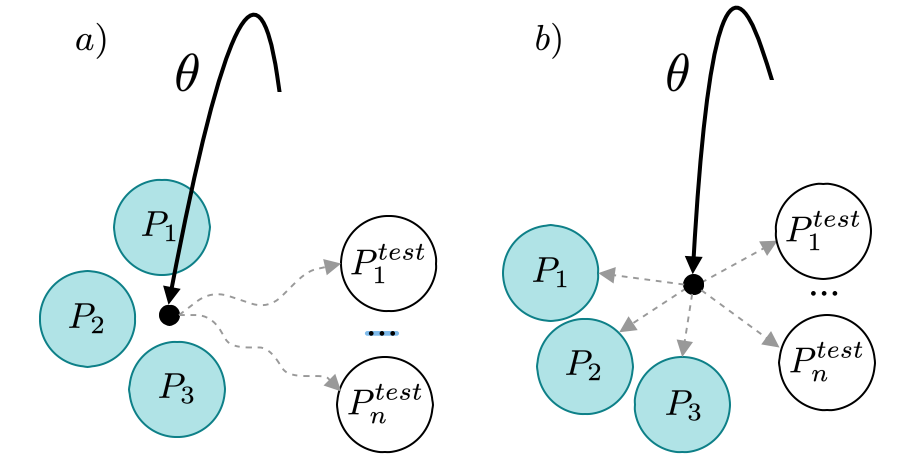 a)
θ
P₁
P₂
P₃
P₁ᵗᵉˢᵗ
...
Pₙᵗᵉˢᵗ
b)
θ
P₁
P₂
P₃
P₁ᵗᵉˢᵗ
...
Pₙᵗᵉˢᵗ